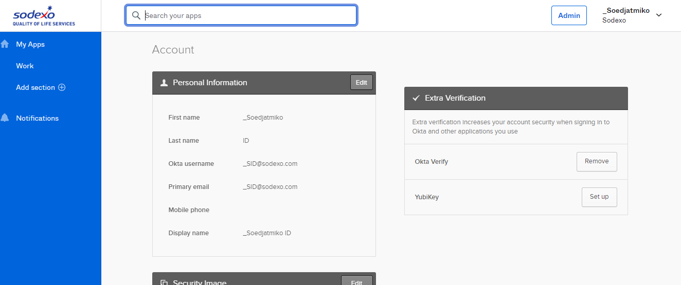 sodexo
QUALITY OF LIFE SERVICES
Search your apps
Admin
_Soedjatmiko
Sodexo
My Apps
Work
Add section
Notifications
Account
Personal Information
Edit
First name
_Soedjatmiko
Last name
ID
Okta username
_SID@sodexo.com
Primary email
_SID@sodexo.com
Mobile phone
Display name
_Soedjatmiko ID
Security Image
Edit
Extra Verification
Extra verification increases your account security when signing in to
Okta and other applications you use
Okta Verify
Remove
YubiKey
Set up